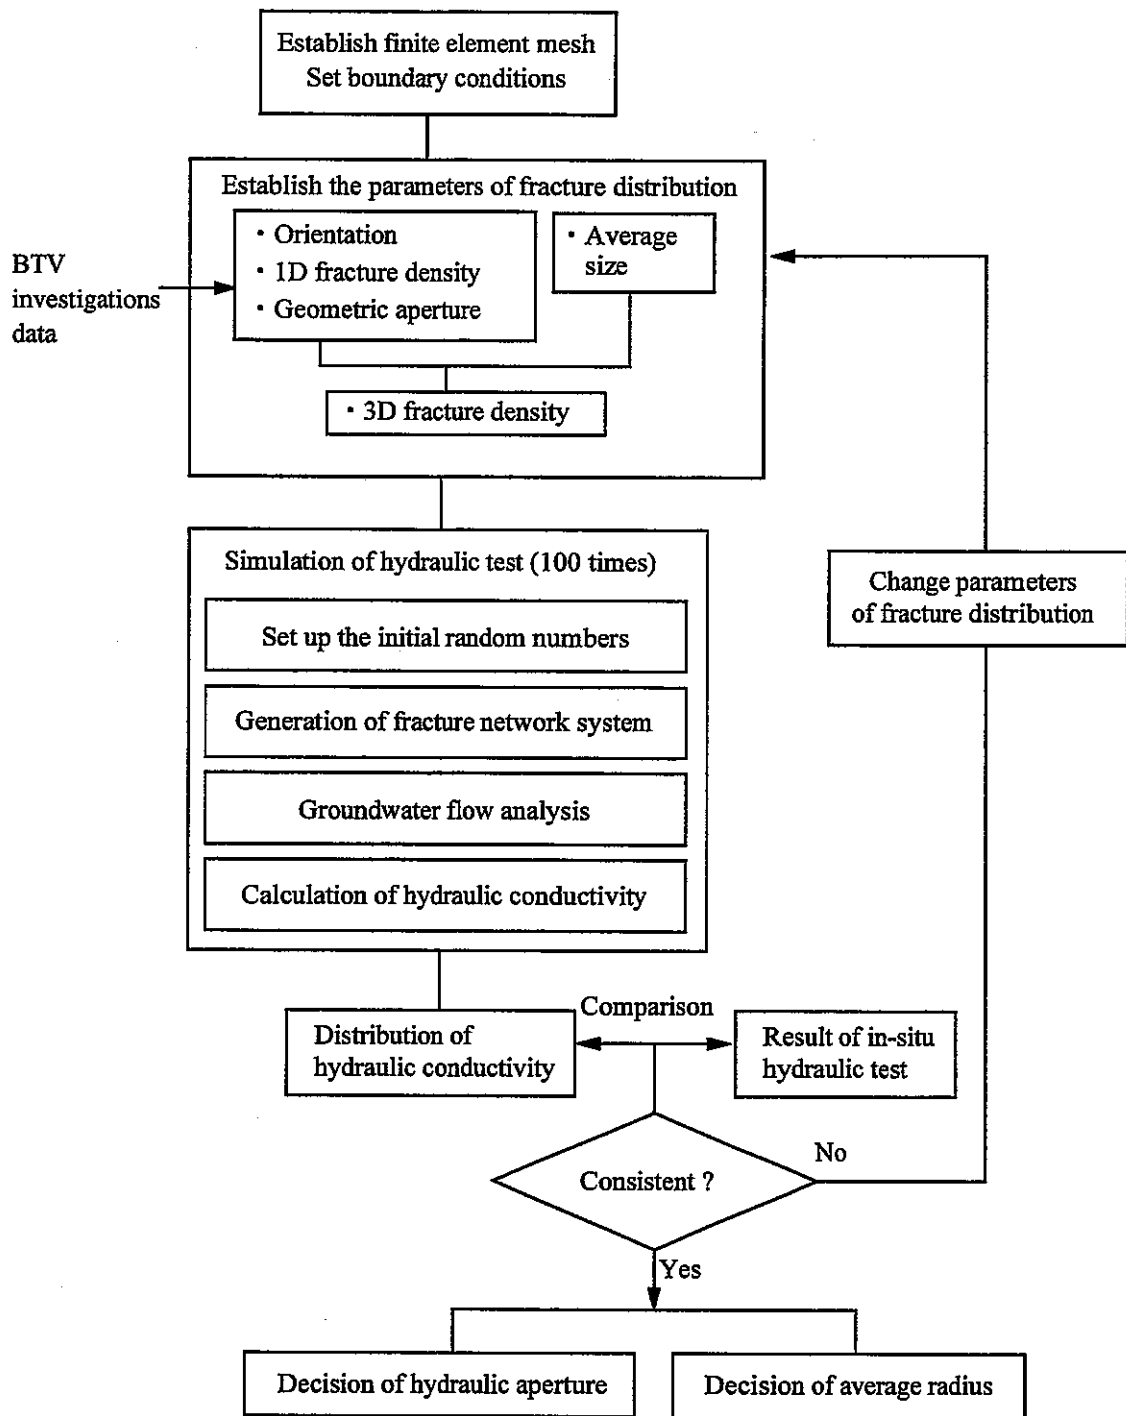 Establish finite element mesh
Set boundary conditions
Establish the parameters of fracture distribution
・Orientation
・1D fracture density
・Geometric aperture
・Average
size
BTV
investigations
data
・3D fracture density
Simulation of hydraulic test (100 times)
Set up the initial random numbers
Generation of fracture network system
Groundwater flow analysis
Calculation of hydraulic conductivity
Change parameters
of fracture distribution
Distribution of
hydraulic conductivity
Comparison
Result of in-situ
hydraulic test
Consistent ?
No
Yes
Decision of hydraulic aperture
Decision of average radius